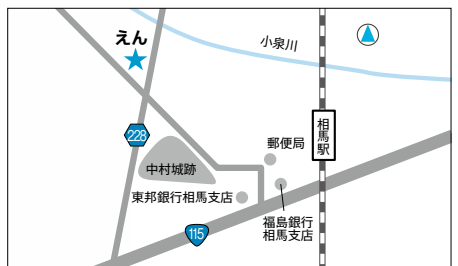 えん
小泉川
228
相馬駅
郵便局
中村城跡
東邦銀行相馬支店
福島銀行
相馬支店
115